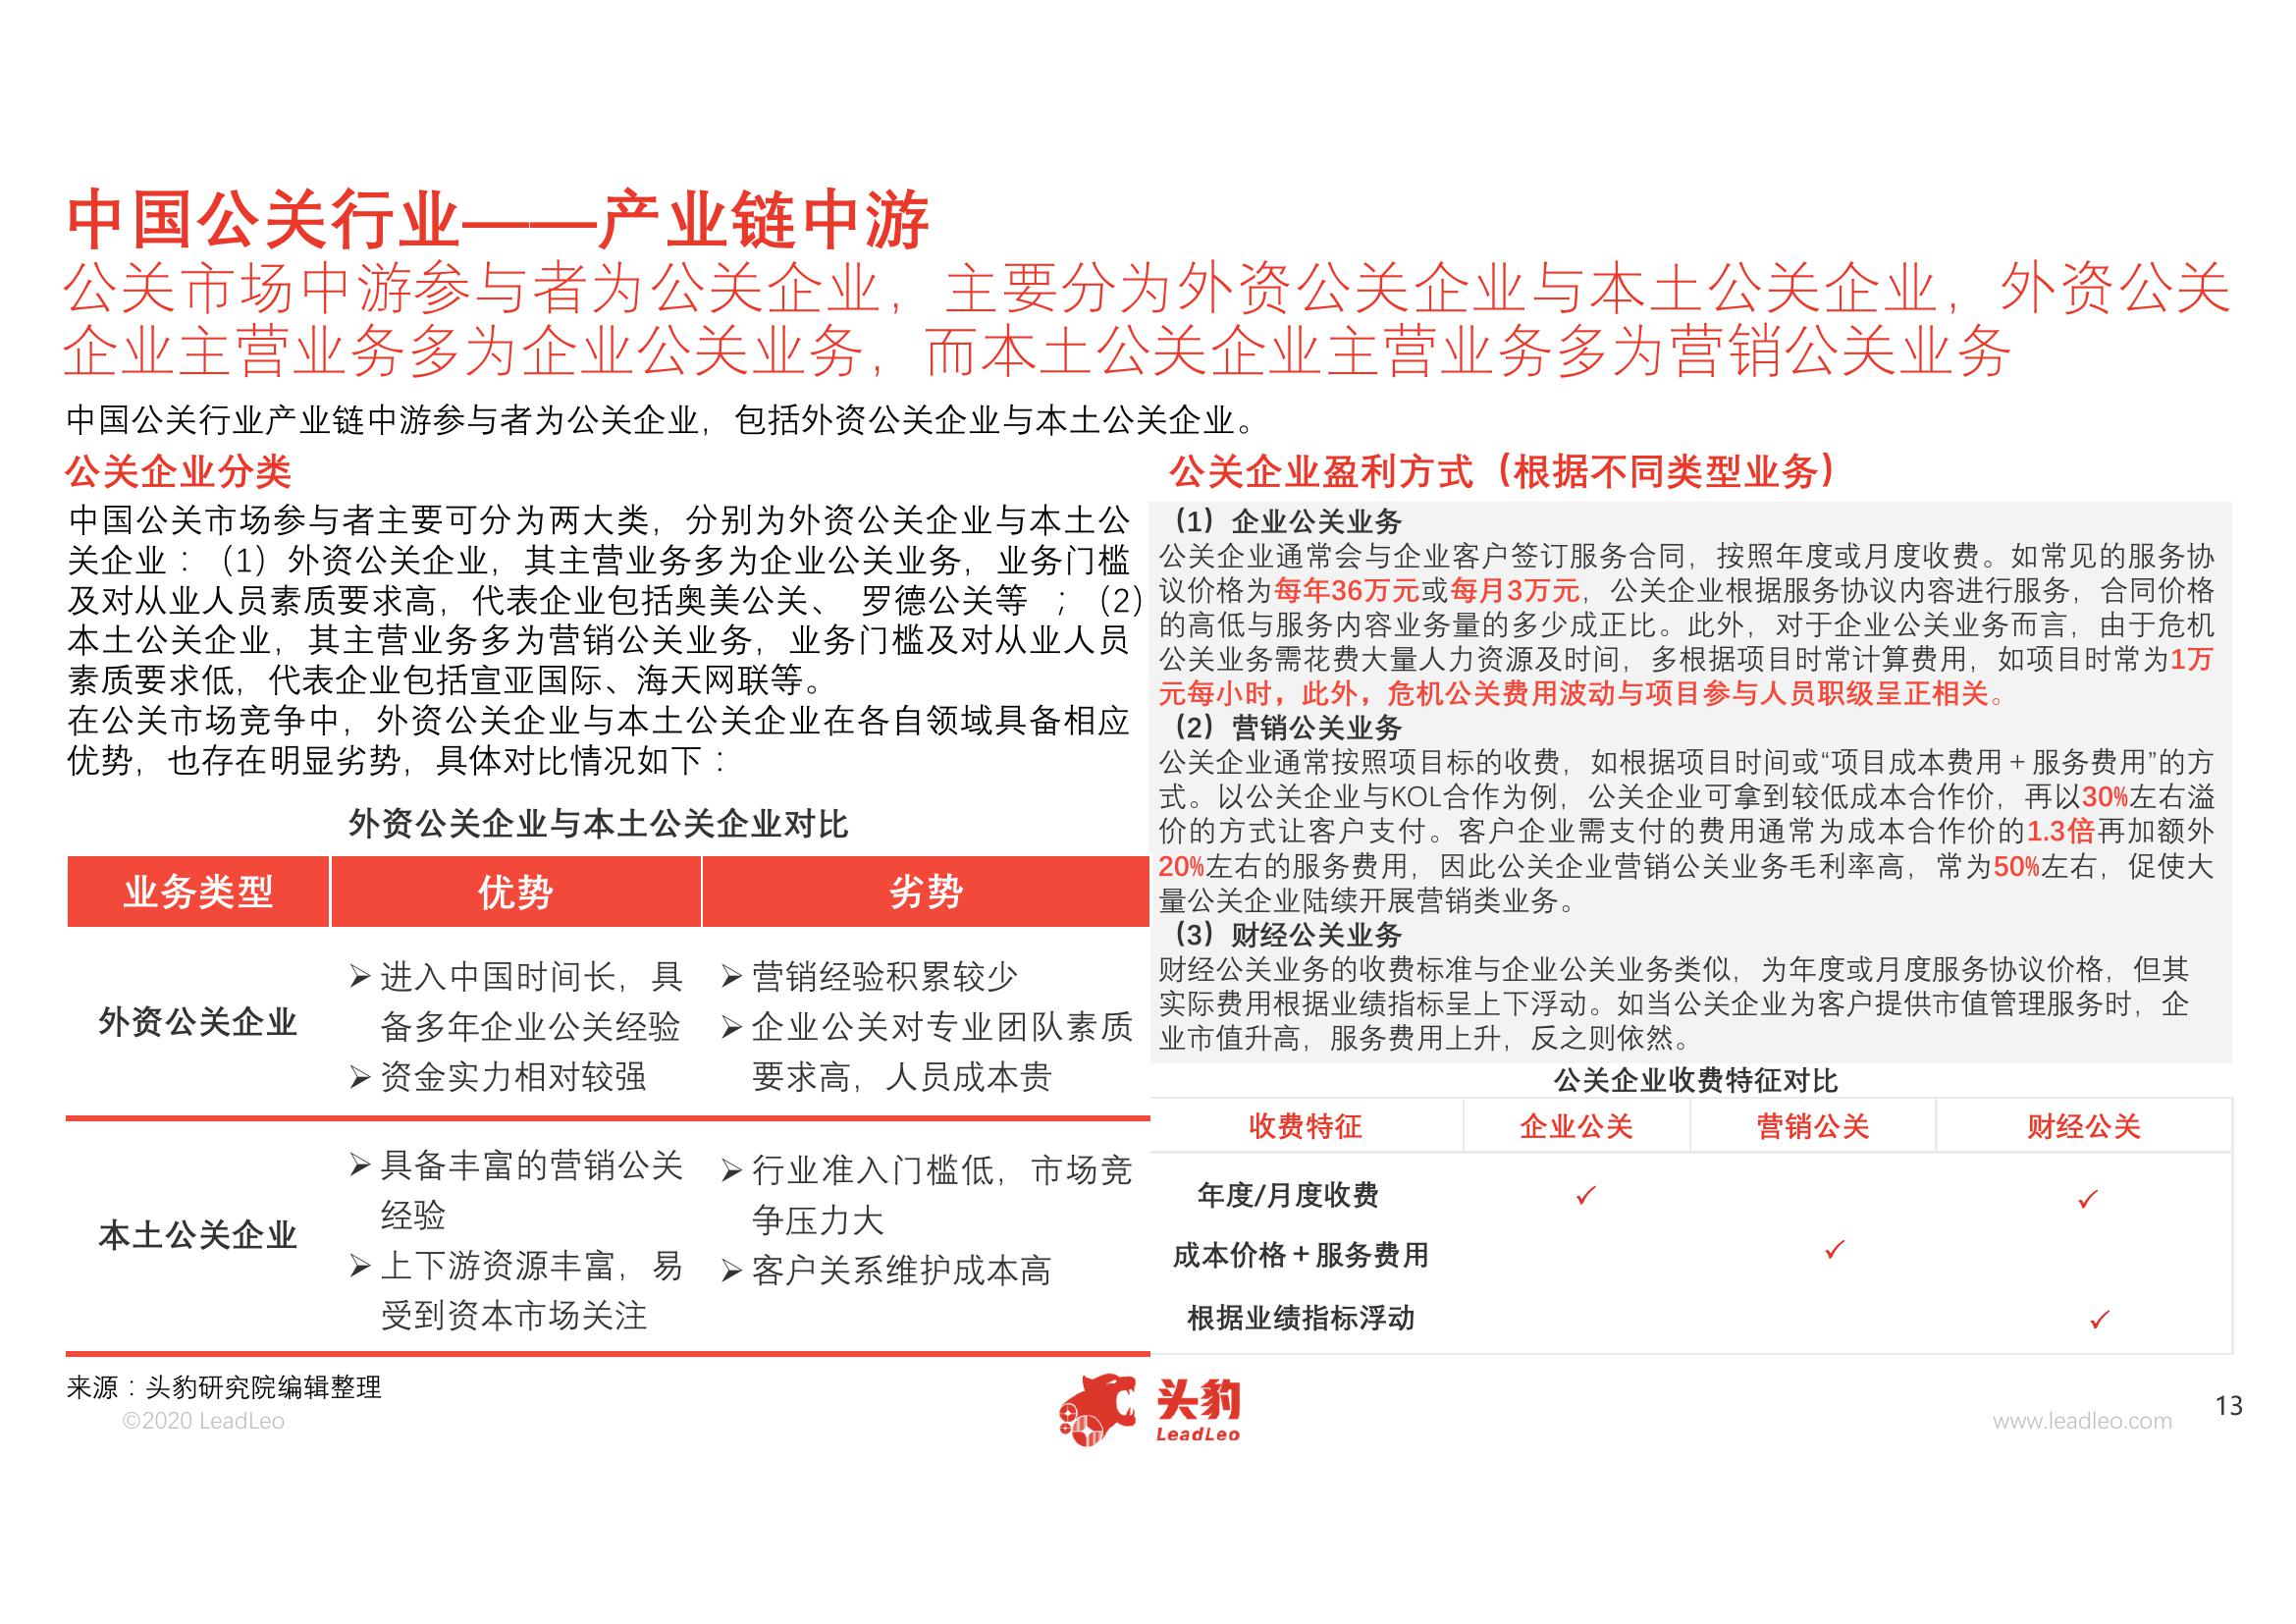 中国公关行业——产业链中游
公关市场中游参与者为公关企业，主要分为外资公关企业与本土公关企业，外资公关
企业主营业务多为企业公关业务，而本土公关企业主营业务多为营销公关业务
中国公关行业产业链中游参与者为公关企业，包括外资公关企业与本土公关企业。
公关企业分类
中国公关市场参与者主要可分为两大类，分别为外资公关企业与本土公
关企业：（1）外资公关企业，其主营业务多为企业公关业务，业务门槛
及对从业人员素质要求高，代表企业包括奥美公关、 罗德公关等 ；（2）
本土公关企业，其主营业务多为营销公关业务，业务门槛及对从业人员
素质要求低，代表企业包括宣亚国际、海天网联等。
在公关市场竞争中，外资公关企业与本土公关企业在各自领域具备相应
优势，也存在明显劣势，具体对比情况如下：
外资公关企业与本土公关企业对比
业务类型 优势 劣势
外资公关企业
➢ 进入中国时间长，具
备多年企业公关经验
➢ 资金实力相对较强
➢ 营销经验积累较少
➢ 企业公关对专业团队素质
要求高，人员成本贵
本土公关企业
➢ 具备丰富的营销公关
经验
➢ 上下游资源丰富，易
受到资本市场关注
➢ 行业准入门槛低，市场竞
争压力大
➢ 客户关系维护成本高
公关企业盈利方式（根据不同类型业务）
（1）企业公关业务
公关企业通常会与企业客户签订服务合同，按照年度或月度收费。如常见的服务协
议价格为每年36万元或每月3万元，公关企业根据服务协议内容进行服务，合同价格
的高低与服务内容业务量的多少成正比。此外，对于企业公关业务而言，由于危机
公关业务需花费大量人力资源及时间，多根据项目时常计算费用，如项目时常为1万
元每小时，此外，危机公关费用波动与项目参与人员职级呈正相关。
（2）营销公关业务
公关企业通常按照项目标的收费，如根据项目时间或“项目成本费用＋服务费用”的方
式。以公关企业与KOL合作为例，公关企业可拿到较低成本合作价，再以30%左右溢
价的方式让客户支付。客户企业需支付的费用通常为成本合作价的1.3倍再加额外
20%左右的服务费用，因此公关企业营销公关业务毛利率高，常为50%左右，促使大
量公关企业陆续开展营销类业务。
（3）财经公关业务
财经公关业务的收费标准与企业公关业务类似，为年度或月度服务协议价格，但其
实际费用根据业绩指标呈上下浮动。如当公关企业为客户提供市值管理服务时，企
业市值升高，服务费用上升，反之则依然。
公关企业收费特征对比
收费特征 企业公关 营销公关 财经公关
年度/月度收费 ✓ ✓
成本价格＋服务费用 ✓
根据业绩指标浮动 ✓
来源：头豹研究院编辑整理
©2020 LeadLeo
头豹
LeadLeo
www.leadleo.com
13